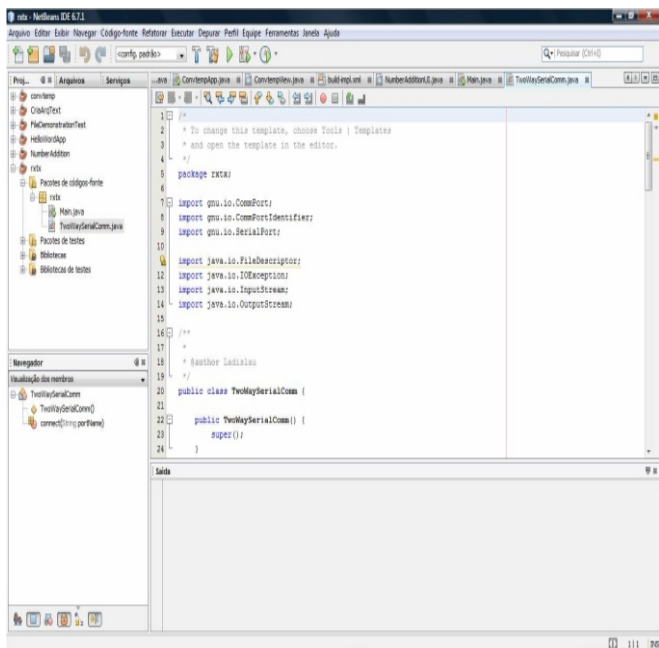 rxtx - NetBeans IDE 6.7.1
Arquivo Editar Exibir Navegar Código-fonte Refatorar Executar Depurar Perfil Equipe Ferramentas Janela Ajuda
<config. padrão>
Pesquisar (Ctrl+I)
Proj... Arquivos Serviços
...ava ConvtempApp.java ConvtempView.java build-impl.xml NumberAdditionUI.java Main.java TwoWaySerialComm.java
convtemp
CriaArqText
FileDemonstrationTest
HelloWordApp
NumberAddition
rxtx
Pacotes de códigos-fonte
rxtx
Main.java
TwoWaySerialComm.java
Pacotes de testes
Bibliotecas
Bibliotecas de testes
1 /*
2 * To change this template, choose Tools | Templates
3 * and open the template in the editor.
4 */
5 package rxtx;
6
7 import gnu.io.CommPort;
8 import gnu.io.CommPortIdentifier;
9 import gnu.io.SerialPort;
10
import java.io.FileDescriptor;
12 import java.io.IOException;
13 import java.io.InputStream;
14 import java.io.OutputStream;
15
16 /**
17 *
18 * @author Ladislau
19 */
20 public class TwoWaySerialComm {
21
22 public TwoWaySerialComm() {
23 super();
24 }
Navegador
Visualização dos membros
TwoWaySerialComm
TwoWaySerialComm()
connect(String portName)
Saída
1|1 INS